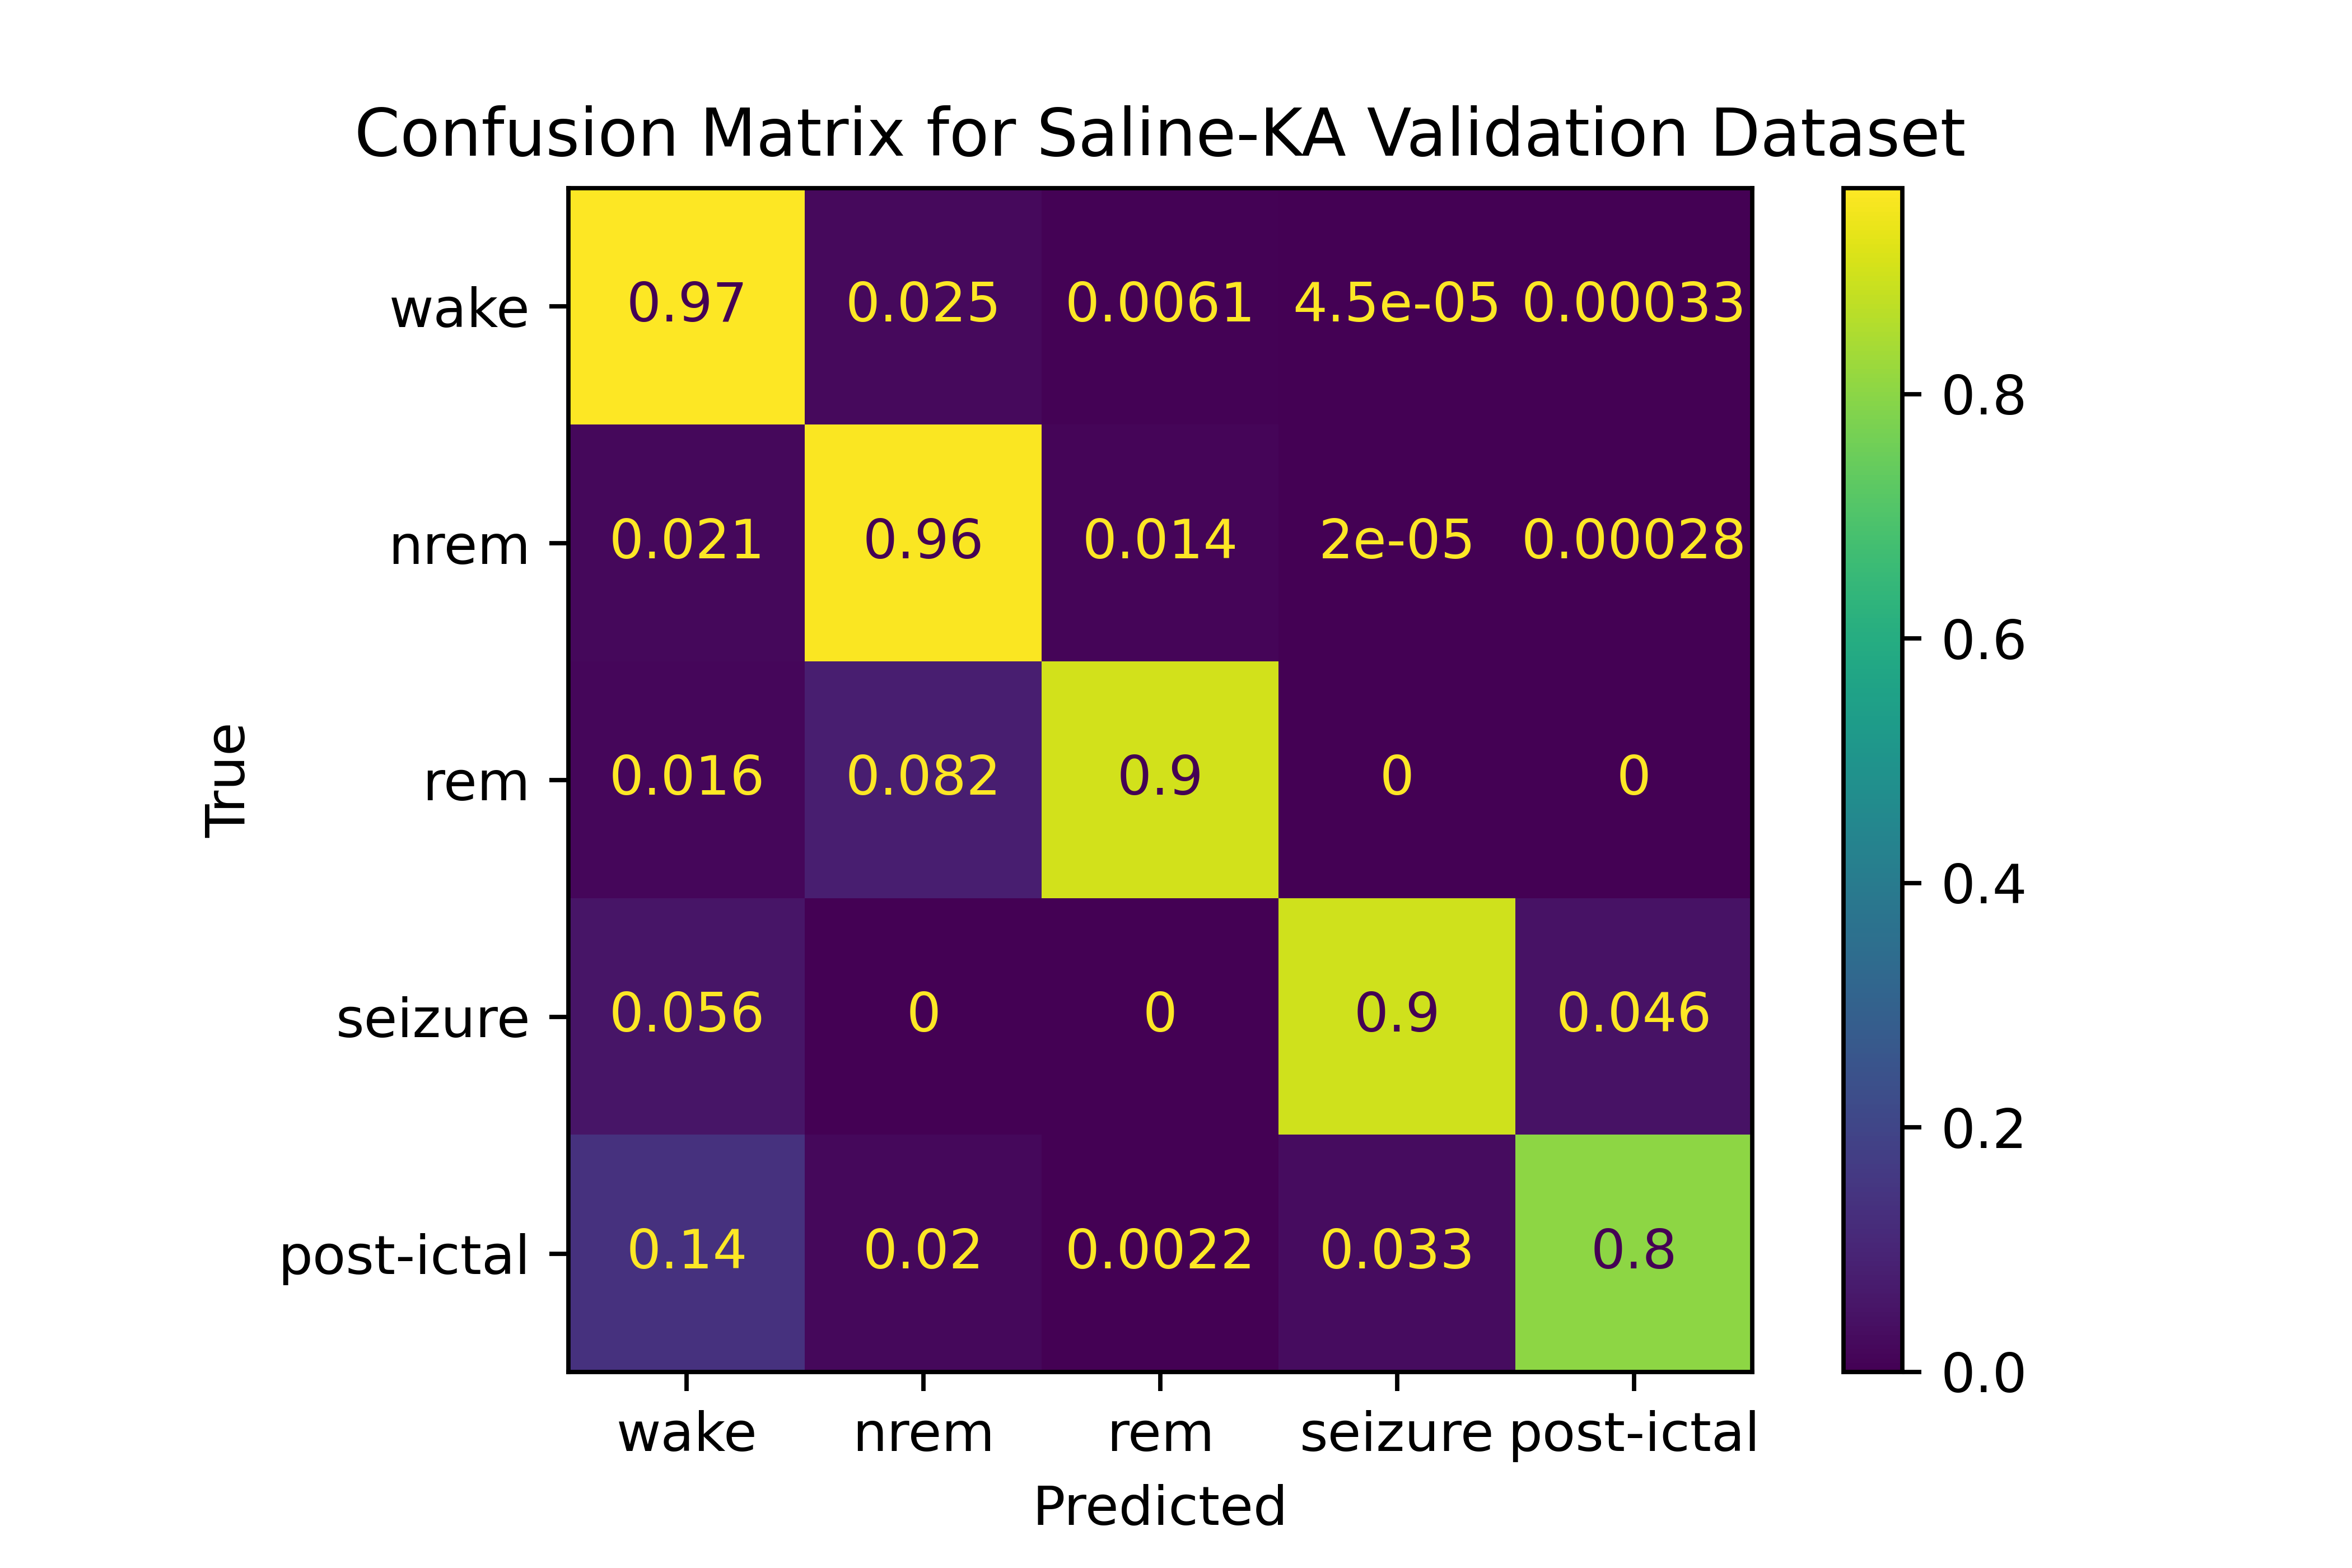 Confusion Matrix for Saline-KA Validation Dataset
wake 0.97 0.025 0.0061 4.5e-05 0.00033
nrem 0.021 0.96 0.014 2e-05 0.00028
rem 0.016 0.082 0.9 0 0
seizure 0.056 0 0 0.9 0.046
post-ictal 0.14 0.02 0.0022 0.033 0.8
wake nrem rem seizure post-ictal
Predicted
True
0.8
0.6
0.4
0.2
0.0